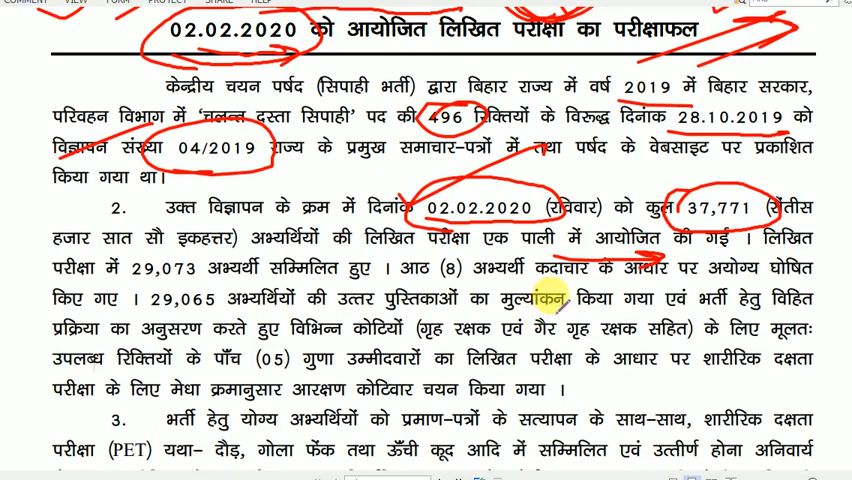 COMMENT VIEW FORM PROTECT SHARE HELP
02.02.2020 को आयोजित लिखित परीक्षा का परीक्षाफल
केन्द्रीय चयन पर्षद (सिपाही भर्ती) द्वारा बिहार राज्य में वर्ष 2019 में बिहार सरकार,
परिवहन विभाग में 'चलन्त दस्ता सिपाही' पद की 496 रिक्तियों के विरूद्ध दिनांक 28.10.2019 को
विज्ञापन संख्या 04/2019 राज्य के प्रमुख समाचार-पत्रों में तथा पर्षद के वेबसाइट पर प्रकाशित
किया गया था।
2. उक्त विज्ञापन के क्रम में दिनांक 02.02.2020 (रविवार) को कुल 37,771 (सैंतीस
हजार सात सौ इकहत्तर) अभ्यर्थियों की लिखित परीक्षा एक पाली में आयोजित की गई । लिखित
परीक्षा में 29,073 अभ्यर्थी सम्मिलित हुए । आठ (8) अभ्यर्थी कदाचार के आधार पर अयोग्य घोषित
किए गए । 29,065 अभ्यर्थियों की उत्तर पुस्तिकाओं का मुल्यांकन किया गया एवं भर्ती हेतु विहित
प्रक्रिया का अनुसरण करते हुए विभिन्न कोटियों (गृह रक्षक एवं गैर गृह रक्षक सहित) के लिए मूलतः
उपलब्ध रिक्तियों के पाँच (05) गुणा उम्मीदवारों का लिखित परीक्षा के आधार पर शारीरिक दक्षता
परीक्षा के लिए मेधा क्रमानुसार आरक्षण कोटिवार चयन किया गया ।
3. भर्ती हेतु योग्य अभ्यर्थियों को प्रमाण-पत्रों के सत्यापन के साथ-साथ, शारीरिक दक्षता
परीक्षा (PET) यथा- दौड़, गोला फेंक तथा ऊँची कूद आदि में सम्मिलित एवं उत्तीर्ण होना अनिवार्य